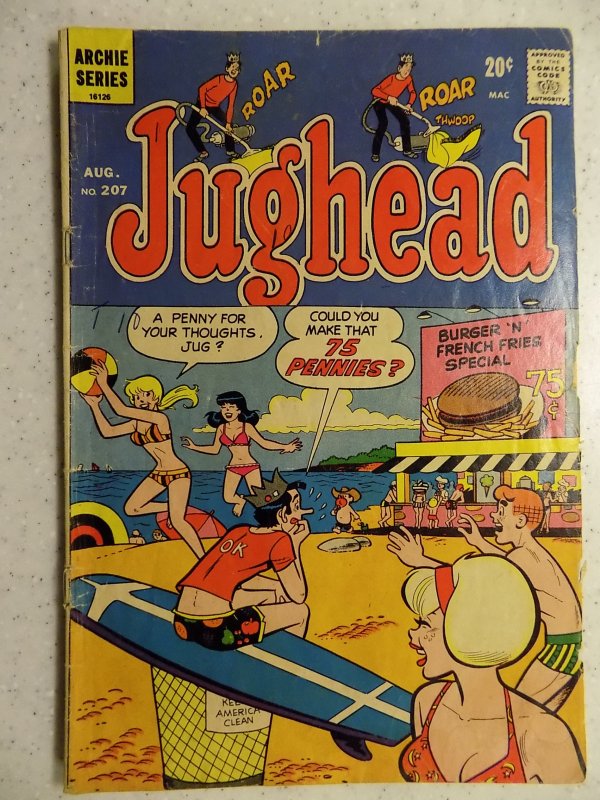 ARCHIE
SERIES
16126
ROAR
ROAR
THWOOP
20¢
MAC
APPROVED
BY THE
COMICS
CODE
AUTHORITY
AUG.
NO. 207
Jughead
A PENNY FOR
YOUR THOUGHTS,
JUG?
COULD YOU
MAKE THAT
75
PENNIES?
BURGER 'N'
FRENCH FRIES
SPECIAL
75¢
OK
KEEP
AMERICA
CLEAN